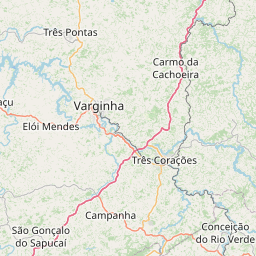 Três Pontas
Carmo da
Cachoeira
açu
Varginha
Elói Mendes
Três Corações
Campanha
São Gonçalo
do Sapucaí
Conceição
do Rio Verde